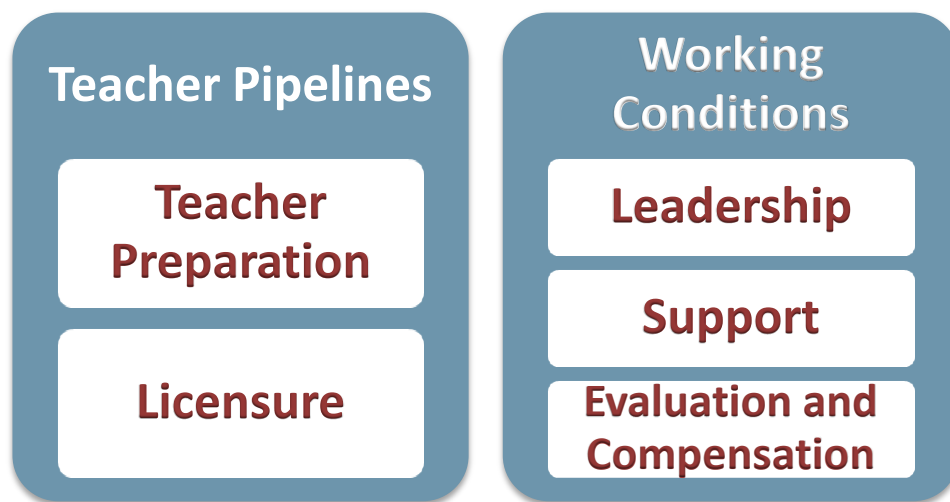 Teacher Pipelines
Teacher
Preparation
Licensure
Working
Conditions
Leadership
Support
Evaluation and
Compensation